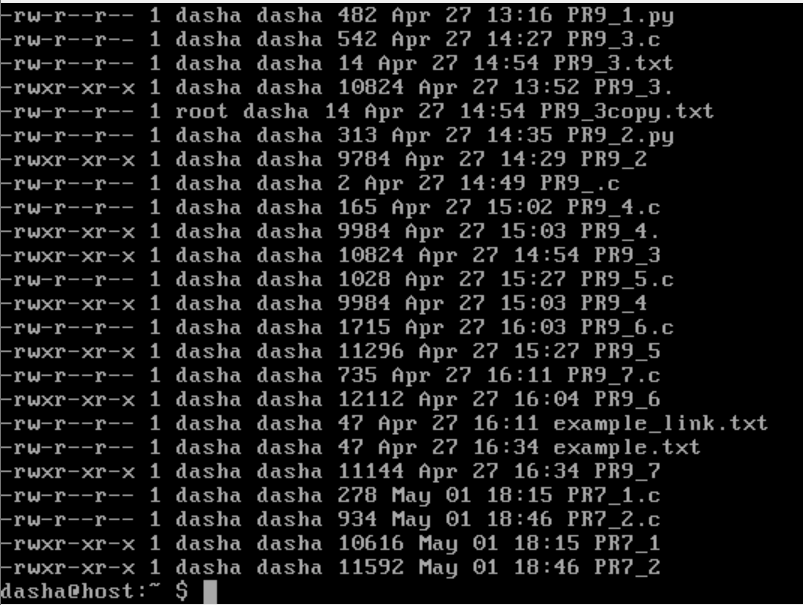 -rw-r--r-- 1 dasha dasha 482 Apr 27 13:16 PR9_1.py
-rw-r--r-- 1 dasha dasha 542 Apr 27 14:27 PR9_3.c
-rw-r--r-- 1 dasha dasha 14 Apr 27 14:54 PR9_3.txt
-rwxr-xr-x 1 dasha dasha 10824 Apr 27 13:52 PR9_3.
-rw-r--r-- 1 root dasha 14 Apr 27 14:54 PR9_3copy.txt
-rw-r--r-- 1 dasha dasha 313 Apr 27 14:35 PR9_2.py
-rwxr-xr-x 1 dasha dasha 9784 Apr 27 14:29 PR9_2
-rw-r--r-- 1 dasha dasha 2 Apr 27 14:49 PR9_.c
-rw-r--r-- 1 dasha dasha 165 Apr 27 15:02 PR9_4.c
-rwxr-xr-x 1 dasha dasha 9984 Apr 27 15:03 PR9_4.
-rwxr-xr-x 1 dasha dasha 10824 Apr 27 14:54 PR9_3
-rw-r--r-- 1 dasha dasha 1028 Apr 27 15:27 PR9_5.c
-rwxr-xr-x 1 dasha dasha 9984 Apr 27 15:03 PR9_4
-rw-r--r-- 1 dasha dasha 1715 Apr 27 16:03 PR9_6.c
-rwxr-xr-x 1 dasha dasha 11296 Apr 27 15:27 PR9_5
-rw-r--r-- 1 dasha dasha 735 Apr 27 16:11 PR9_7.c
-rwxr-xr-x 1 dasha dasha 12112 Apr 27 16:04 PR9_6
-rw-r--r-- 1 dasha dasha 47 Apr 27 16:11 example_link.txt
-rw-r--r-- 1 dasha dasha 47 Apr 27 16:34 example.txt
-rwxr-xr-x 1 dasha dasha 11144 Apr 27 16:34 PR9_7
-rw-r--r-- 1 dasha dasha 278 May 01 18:15 PR7_1.c
-rw-r--r-- 1 dasha dasha 934 May 01 18:46 PR7_2.c
-rwxr-xr-x 1 dasha dasha 10616 May 01 18:15 PR7_1
-rwxr-xr-x 1 dasha dasha 11592 May 01 18:46 PR7_2
dasha@host:~ $